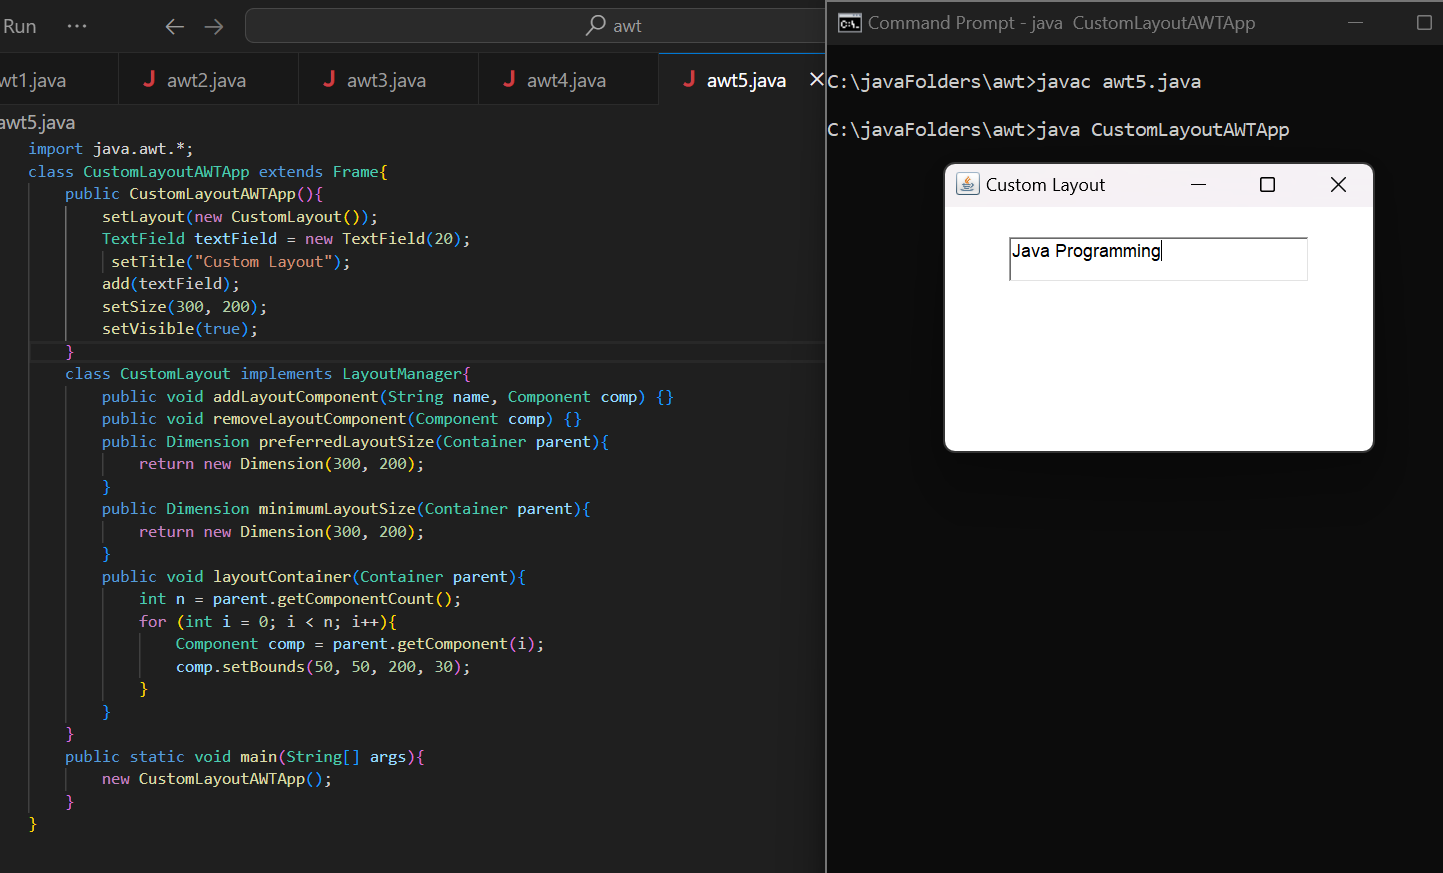 Run ...
awt
wt1.java
J awt2.java
J awt3.java
J awt4.java
J awt5.java
awt5.java
import java.awt.*;
class CustomLayoutAWTApp extends Frame{
public CustomLayoutAWTApp(){
setLayout(new CustomLayout());
TextField textField = new TextField(20);
setTitle("Custom Layout");
add(textField);
setSize(300, 200);
setVisible(true);
}
class CustomLayout implements LayoutManager{
public void addLayoutComponent(String name, Component comp) {}
public void removeLayoutComponent(Component comp) {}
public Dimension preferredLayoutSize(Container parent){
return new Dimension(300, 200);
}
public Dimension minimumLayoutSize(Container parent){
return new Dimension(300, 200);
}
public void layoutContainer(Container parent){
int n = parent.getComponentCount();
for (int i = 0; i < n; i++){
Component comp = parent.getComponent(i);
comp.setBounds(50, 50, 200, 30);
}
}
}
public static void main(String[] args){
new CustomLayoutAWTApp();
}
}
Command Prompt - java CustomLayoutAWTApp
C:\javaFolders\awt>javac awt5.java
C:\javaFolders\awt>java CustomLayoutAWTApp
Custom Layout
Java Programming